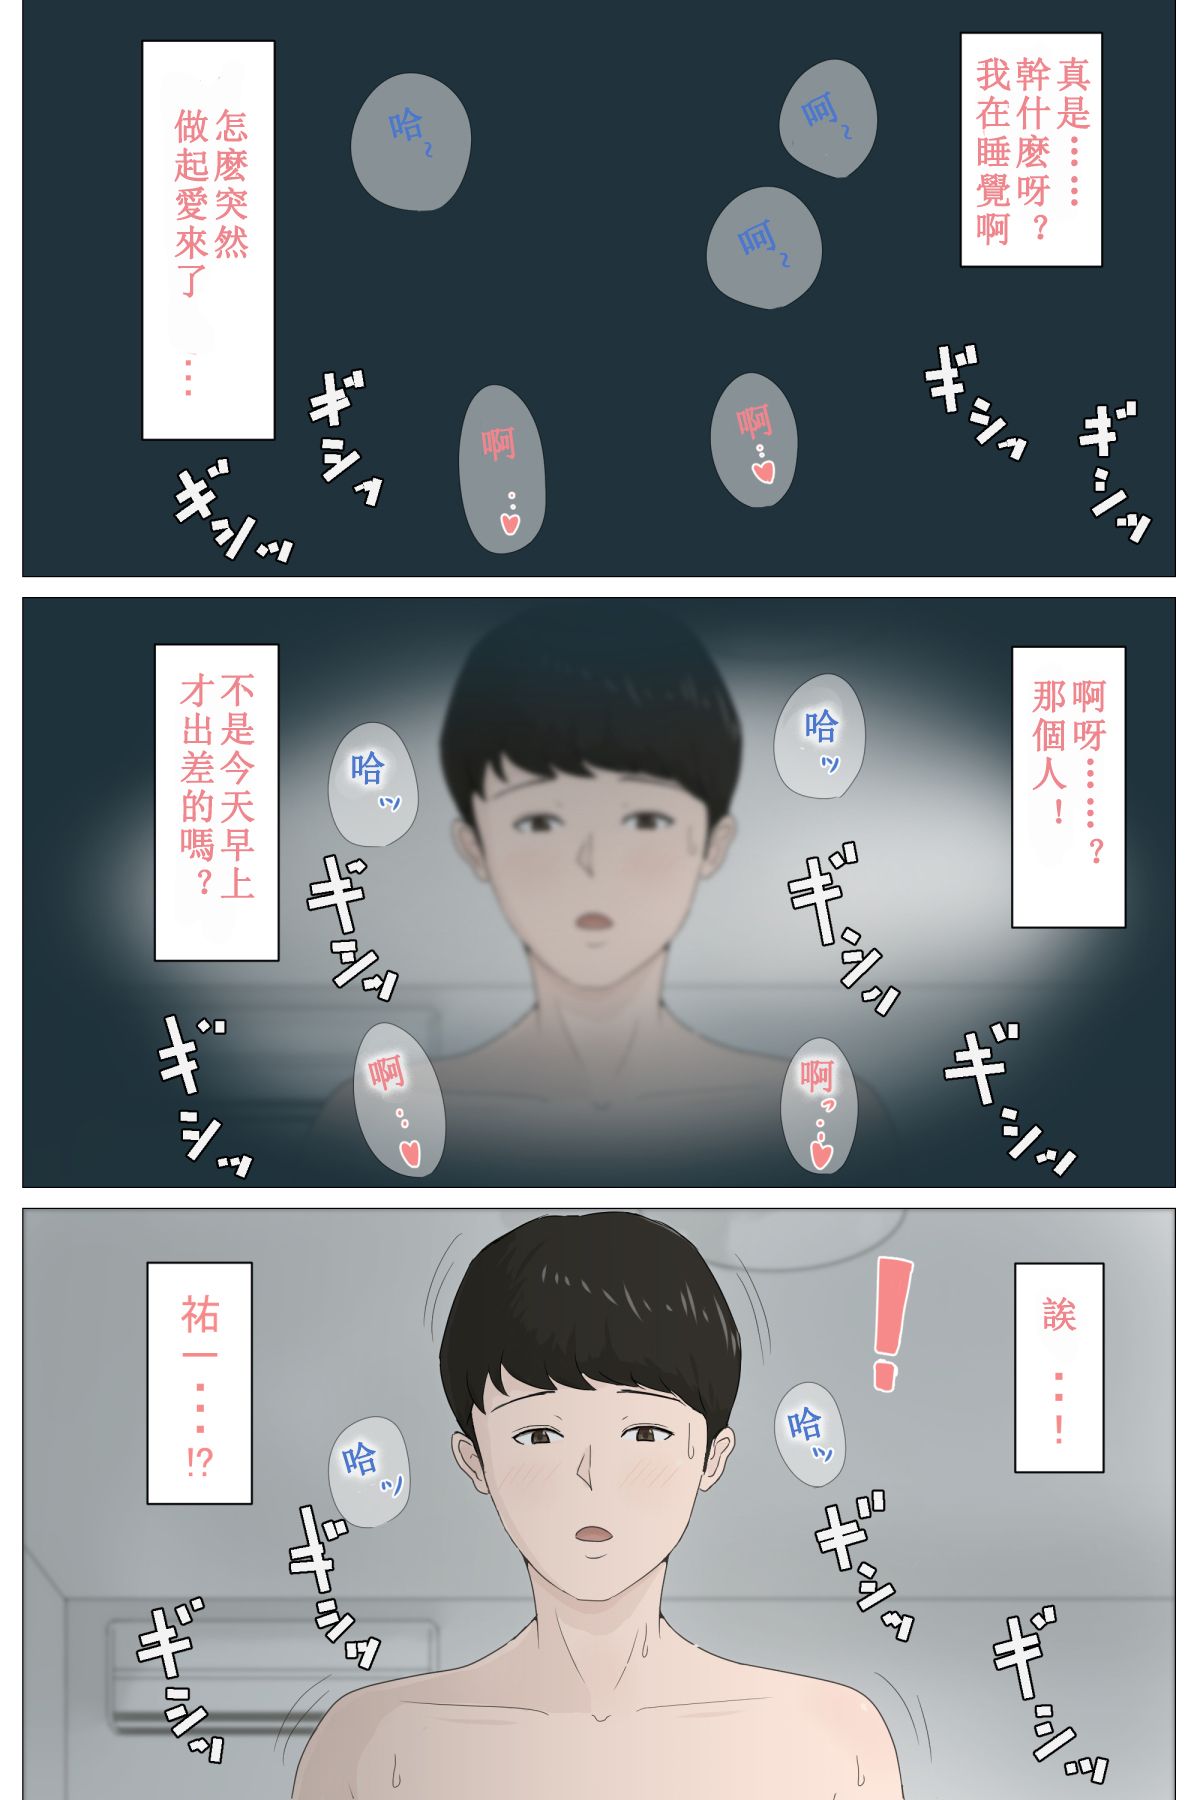 真是……
幹什麼呀？
我在睡覺啊
呵~
呵~
哈~
怎麼突然
做起愛來了…
ギシッ
ギシッ
啊…♥
啊…♥
ギシッ
ギシッ
啊呀……？
那個人！
哈ッ
哈ッ
不是今天早上
才出差的嗎？
ギシッ
ギシッ
ギシッ
啊っ…♥
啊…♥
ギシッ
誒…！
！
哈ッ
哈ッ
祐一…!?
ギシッ
ギシッ
ギシッ
ギシッ